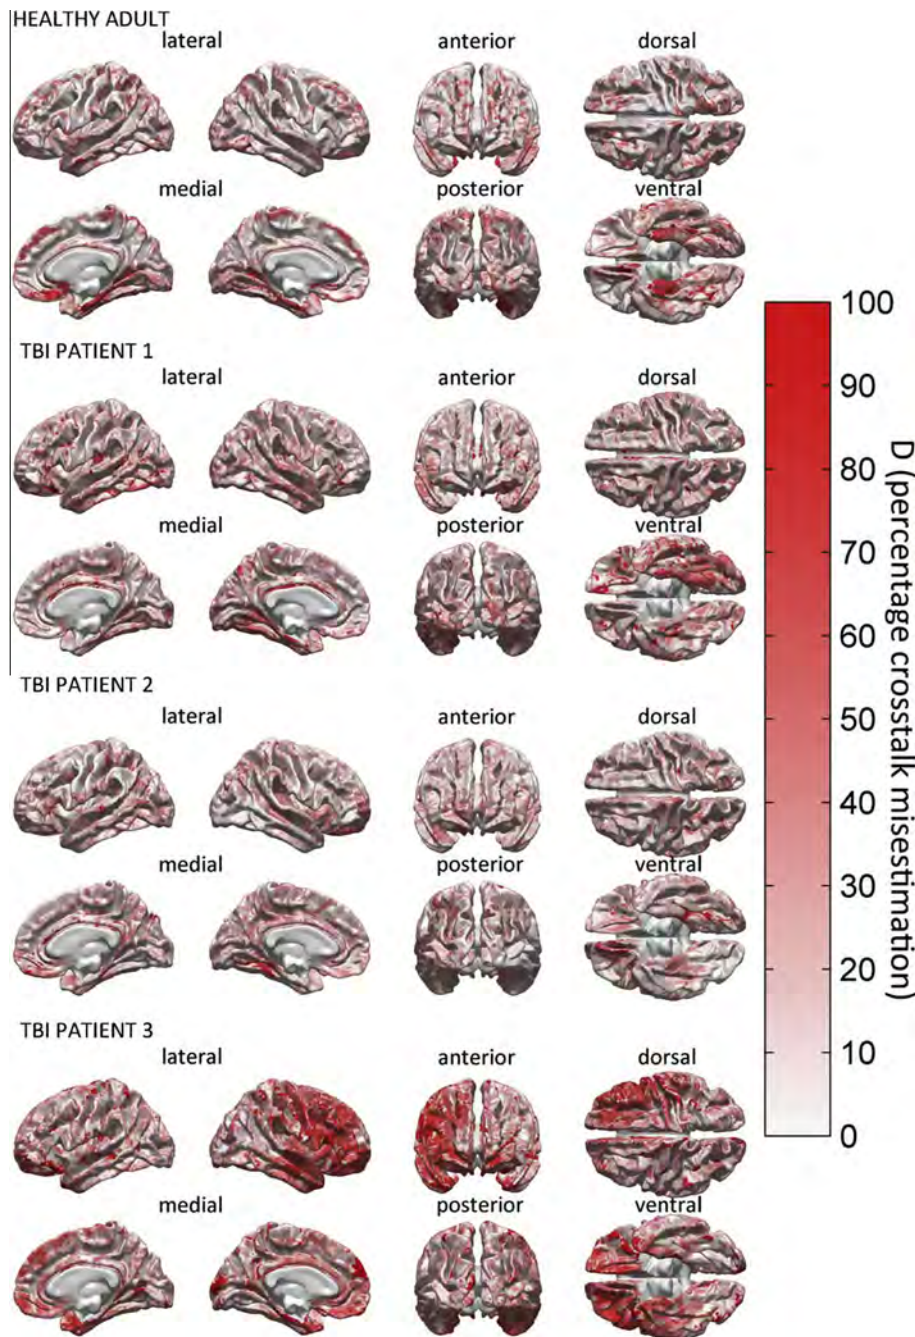 HEALTHY ADULT
lateral
anterior
dorsal
medial
posterior
ventral
TBI PATIENT 1
lateral
anterior
dorsal
medial
posterior
ventral
TBI PATIENT 2
lateral
anterior
dorsal
medial
posterior
ventral
TBI PATIENT 3
lateral
anterior
dorsal
medial
posterior
ventral
100
90
80
70
60
50
40
30
20
10
0
D (percentage crosstalk misestimation)